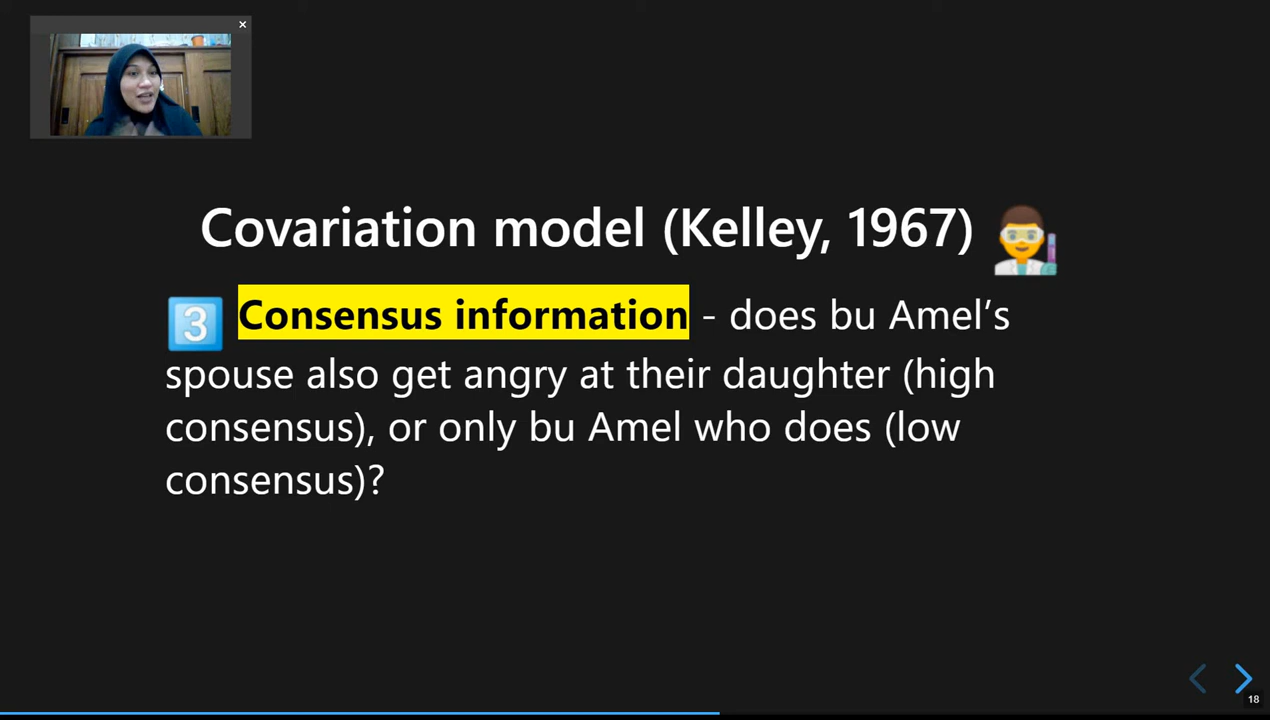 Covariation model (Kelley, 1967)
3 Consensus information - does bu Amel’s
spouse also get angry at their daughter (high
consensus), or only bu Amel who does (low
consensus)?
18